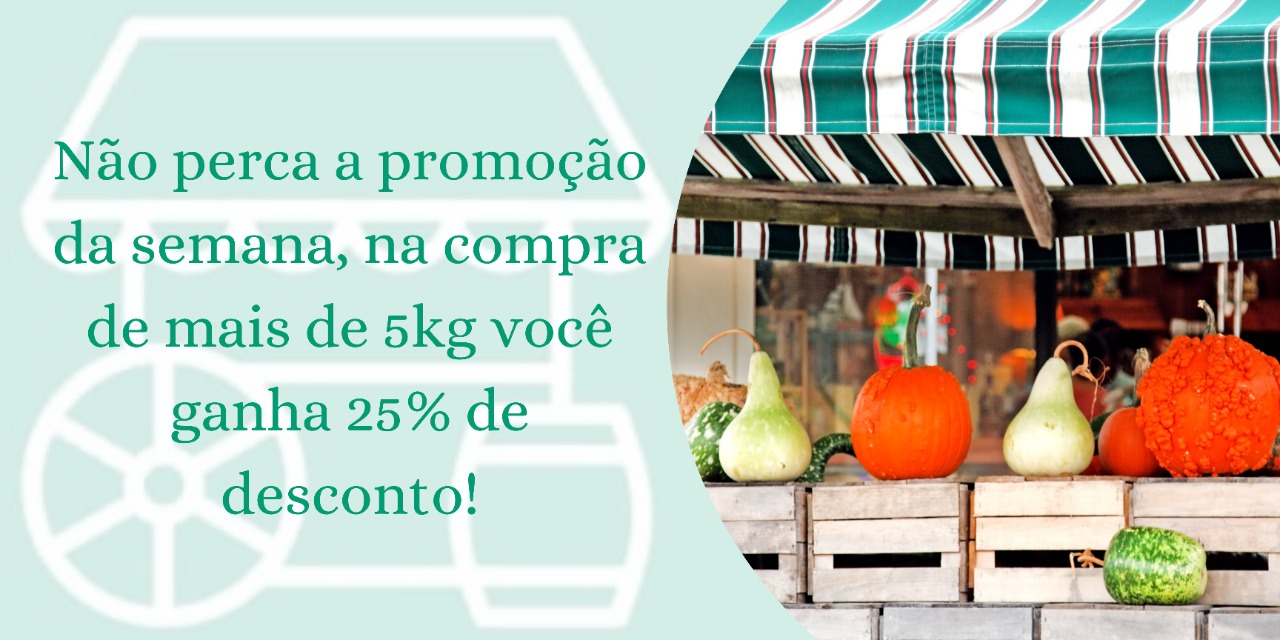 Não perca a promoção
da semana, na compra
de mais de 5kg você
ganha 25% de
desconto!